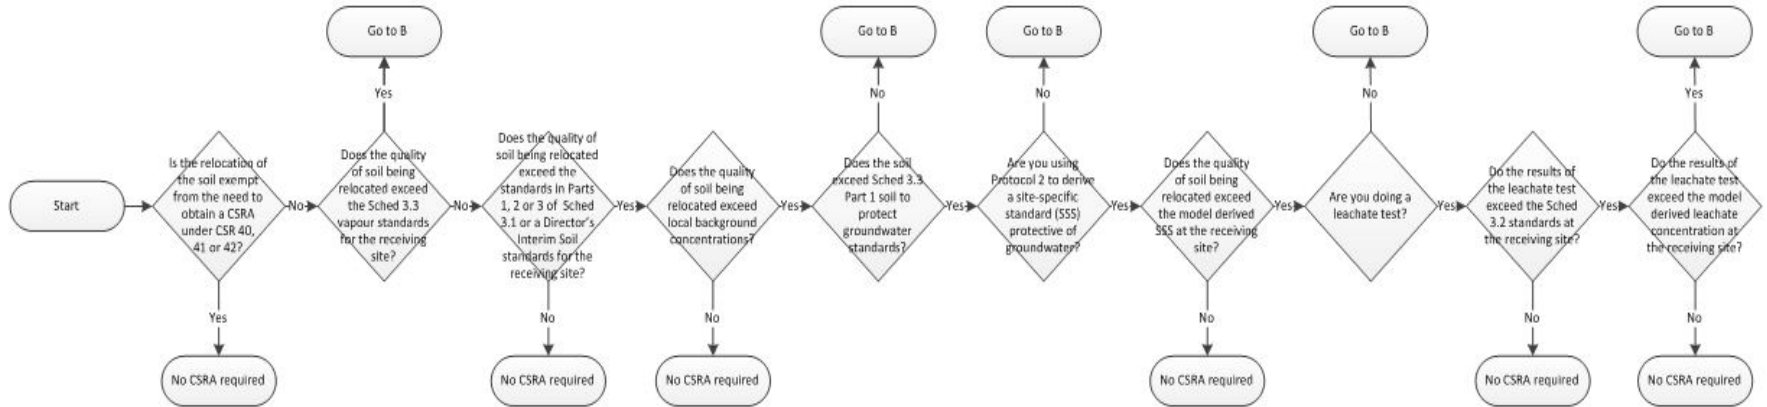 Go to B
Go to B
Go to B
Go to B
Go to B
Yes
No
No
No
Yes
Start
Is the relocation of
the soil exempt
from the need to
obtain a CSRA
under CSR 40,
41 or 42?
No
Does the quality
of soil being
relocated exceed
the Sched 3.3
vapour standards
for the receiving
site?
No
Does the quality of
soil being relocated
exceed the
standards in Parts
1, 2 or 3 of Sched
3.1 or a Director's
Interim Soil
standards for the
receiving site?
Yes
Does the quality
of soil being
relocated exceed
local background
concentrations?
Yes
Does the soil
exceed Sched 3.3
Part 1 soil to
protect
groundwater
standards?
Yes
Are you using
Protocol 2 to derive
a site-specific
standard (SSS)
protective of
groundwater?
Yes
Does the quality
of soil being
relocated exceed
the model derived
SSS at the receiving
site?
Yes
Are you doing a
leachate test?
Yes
Do the results of
the leachate test
exceed the Sched
3.2 standards at
the receiving site?
Yes
Do the results of
the leachate test
exceed the model
derived leachate
concentration at
the receiving site?
Yes
No
No
No
No
No
No CSRA required
No CSRA required
No CSRA required
No CSRA required
No CSRA required
No CSRA required